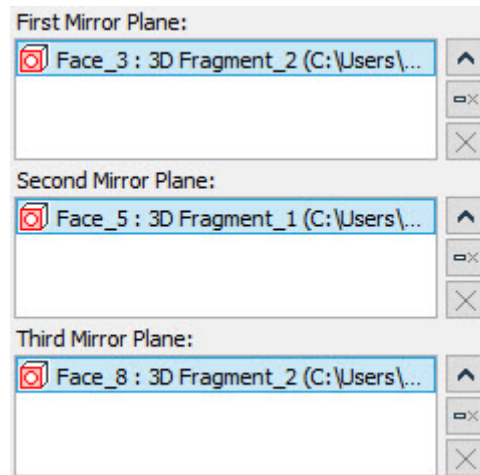 First Mirror Plane:
Face_3 : 3D Fragment_2 (C:\Users\...
Second Mirror Plane:
Face_5 : 3D Fragment_1 (C:\Users\...
Third Mirror Plane:
Face_8 : 3D Fragment_2 (C:\Users\...